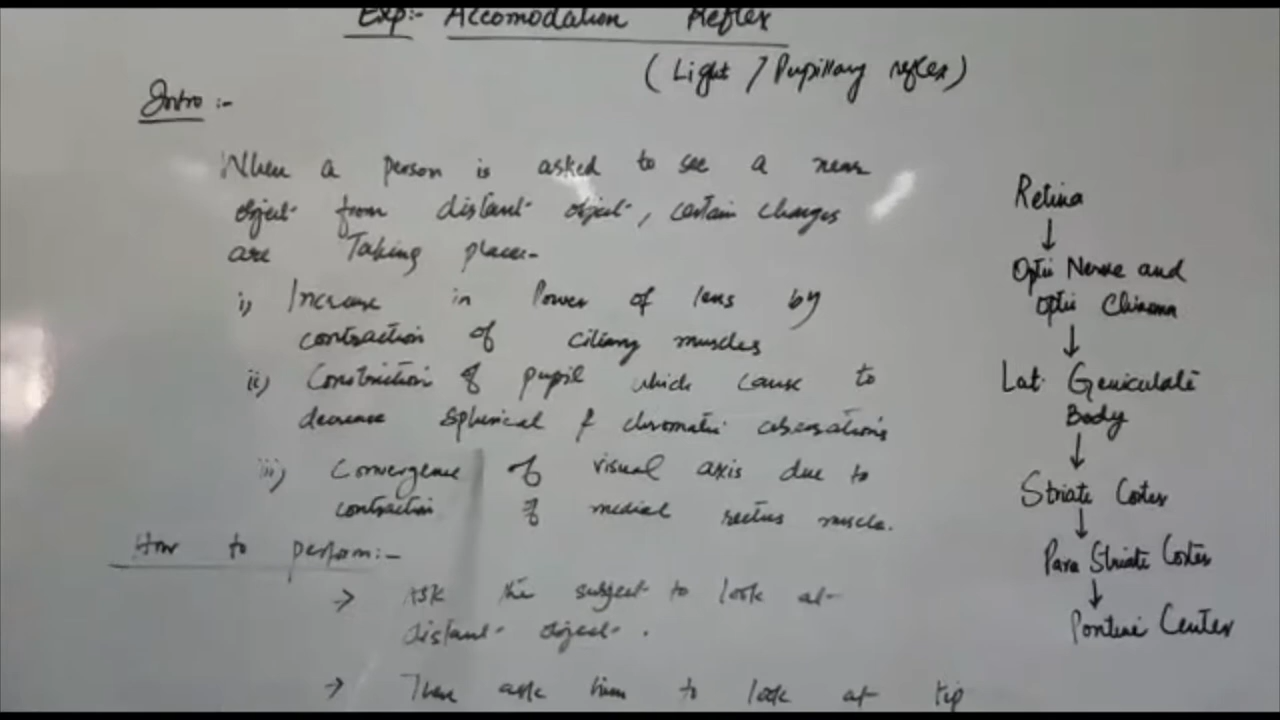 Exp:- Accomodation Reflex
(Light / Pupillary reflex)
Intro :-
When a person is asked to see a near
object from distant object, certain changes
are Taking place-
i) Increase in Power of lens by
contraction of ciliary muscles
ii) Constriction of pupil which cause to
decrease spherical & chromatic aberrations
iii) Convergence of visual axis due to
contraction of medial rectus muscle.
How to perform:-
→ Ask the subject to look at
distant object.
→ Then ask him to look at tip
Retina
↓
Optic Nerve and
Optic Chiasma
↓
Lat. Geniculate
Body
↓
Striate Cortex
↓
Para Striate Cortex
↓
Pontine Center